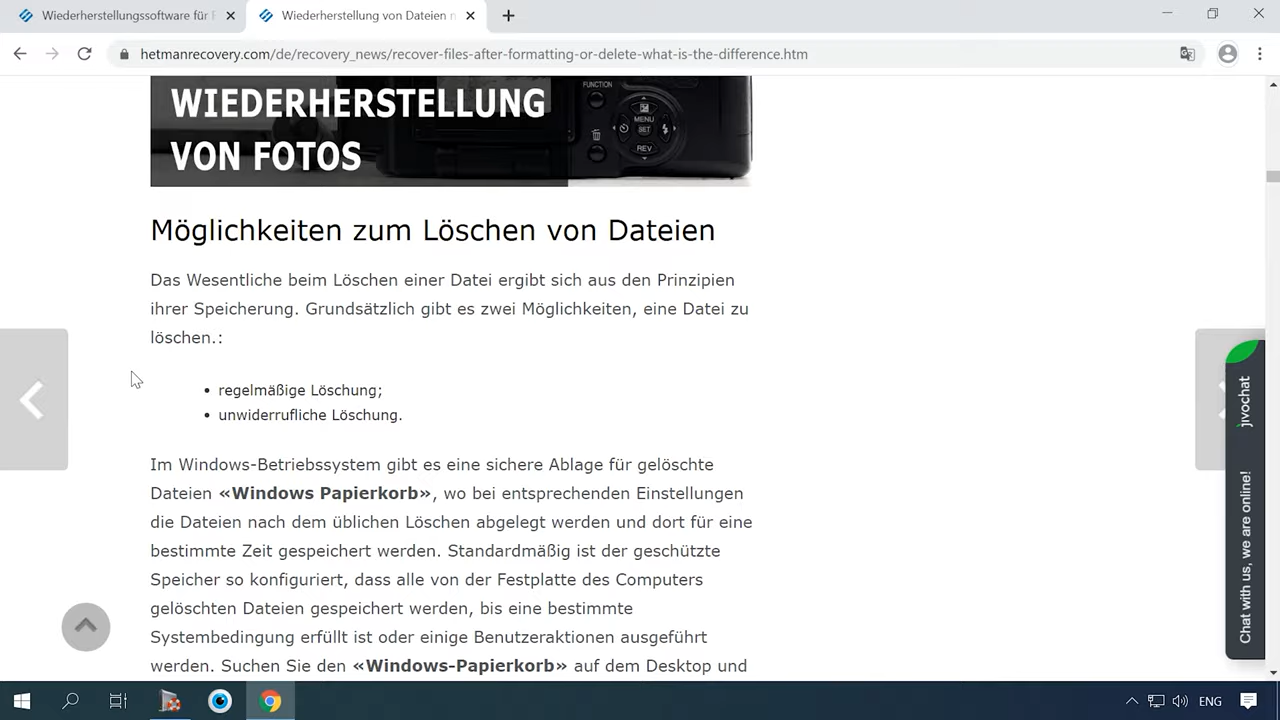 Wiederherstellungssoftware für F
Wiederherstellung von Dateien n
hetmanrecovery.com/de/recovery_news/recover-files-after-formatting-or-delete-what-is-the-difference.htm
FUNCTION
WIEDERHERSTELLUNG
MENU
SET
VON FOTOS
REV
Möglichkeiten zum Löschen von Dateien
Das Wesentliche beim Löschen einer Datei ergibt sich aus den Prinzipien
ihrer Speicherung. Grundsätzlich gibt es zwei Möglichkeiten, eine Datei zu
löschen.:
• regelmäßige Löschung;
• unwiderrufliche Löschung.
Im Windows-Betriebssystem gibt es eine sichere Ablage für gelöschte
Dateien «Windows Papierkorb», wo bei entsprechenden Einstellungen
die Dateien nach dem üblichen Löschen abgelegt werden und dort für eine
bestimmte Zeit gespeichert werden. Standardmäßig ist der geschützte
Speicher so konfiguriert, dass alle von der Festplatte des Computers
gelöschten Dateien gespeichert werden, bis eine bestimmte
Systembedingung erfüllt ist oder einige Benutzeraktionen ausgeführt
werden. Suchen Sie den «Windows-Papierkorb» auf dem Desktop und
jivochat
Chat with us, we are online!
ENG